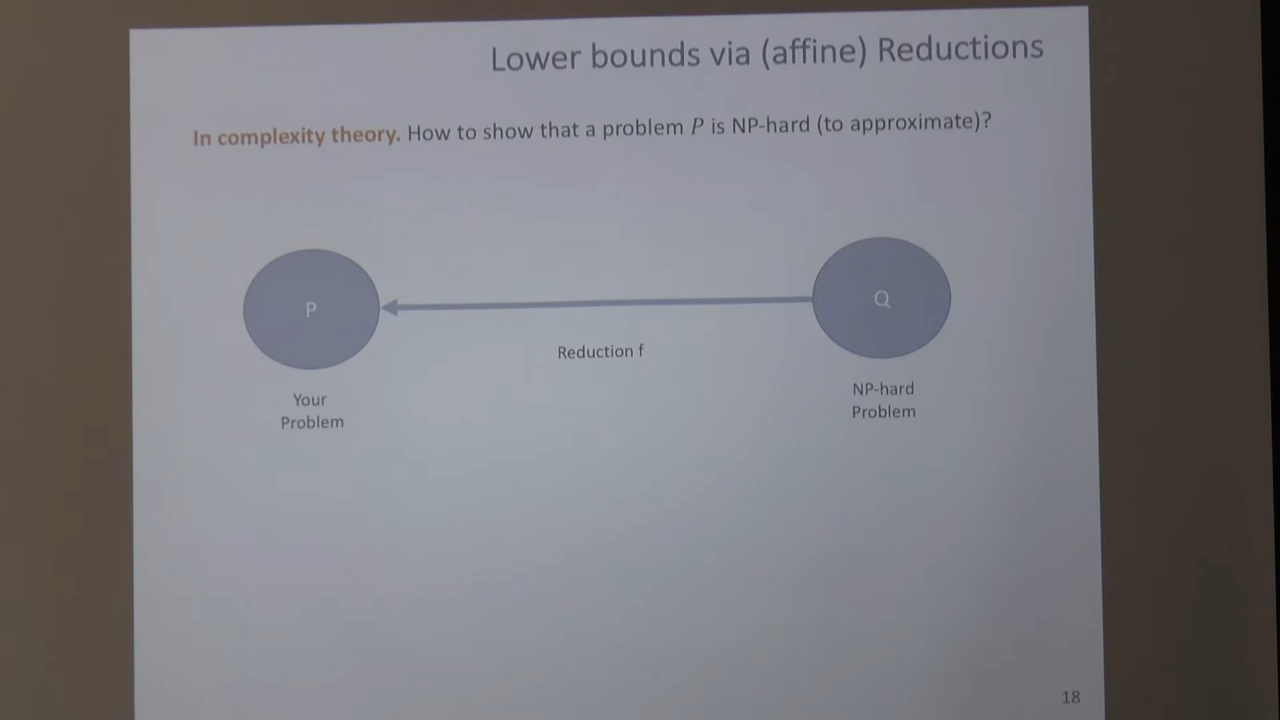 Lower bounds via (affine) Reductions
In complexity theory. How to show that a problem P is NP-hard (to approximate)?
P
Q
Reduction f
Your
Problem
NP-hard
Problem
18